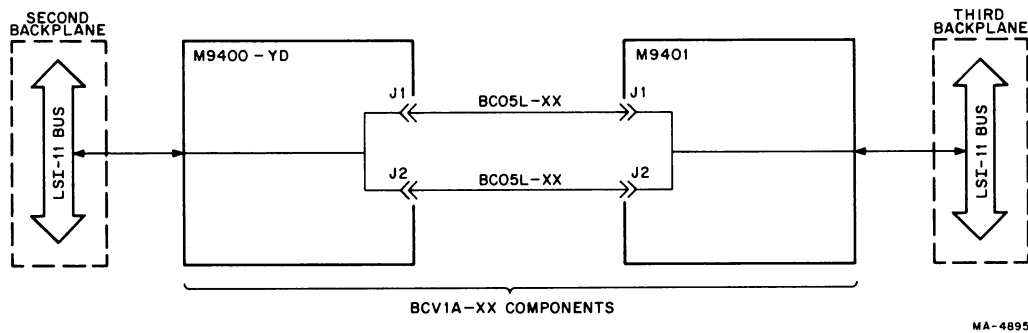 SECOND
BACKPLANE
LSI-11 BUS
M9400-YD
J1
BC05L-XX
J2
BC05L-XX
M9401
J1
J2
THIRD
BACKPLANE
LSI-11 BUS
BCV1A-XX COMPONENTS
MA-4895